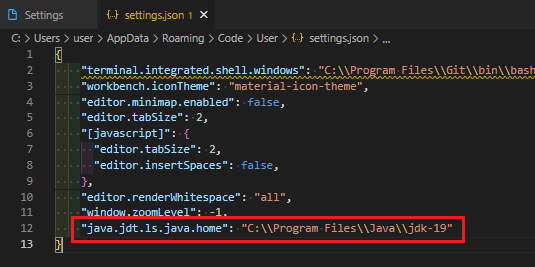 Settings
{..} settings.json 1
C: > Users > user > AppData > Roaming > Code > User > {..} settings.json > ...
1 {
2 "terminal.integrated.shell.windows": "C:\\Program Files\\Git\\bin\\bash
3 "workbench.iconTheme": "material-icon-theme",
4 "editor.minimap.enabled": false,
5 "editor.tabSize": 2,
6 "[javascript]": {
7 "editor.tabSize": 2,
8 "editor.insertSpaces": false,
9 },
10 "editor.renderWhitespace": "all",
11 "window.zoomLevel": -1,
12 "java.jdt.ls.java.home": "C:\\Program Files\\Java\\jdk-19"
13 }